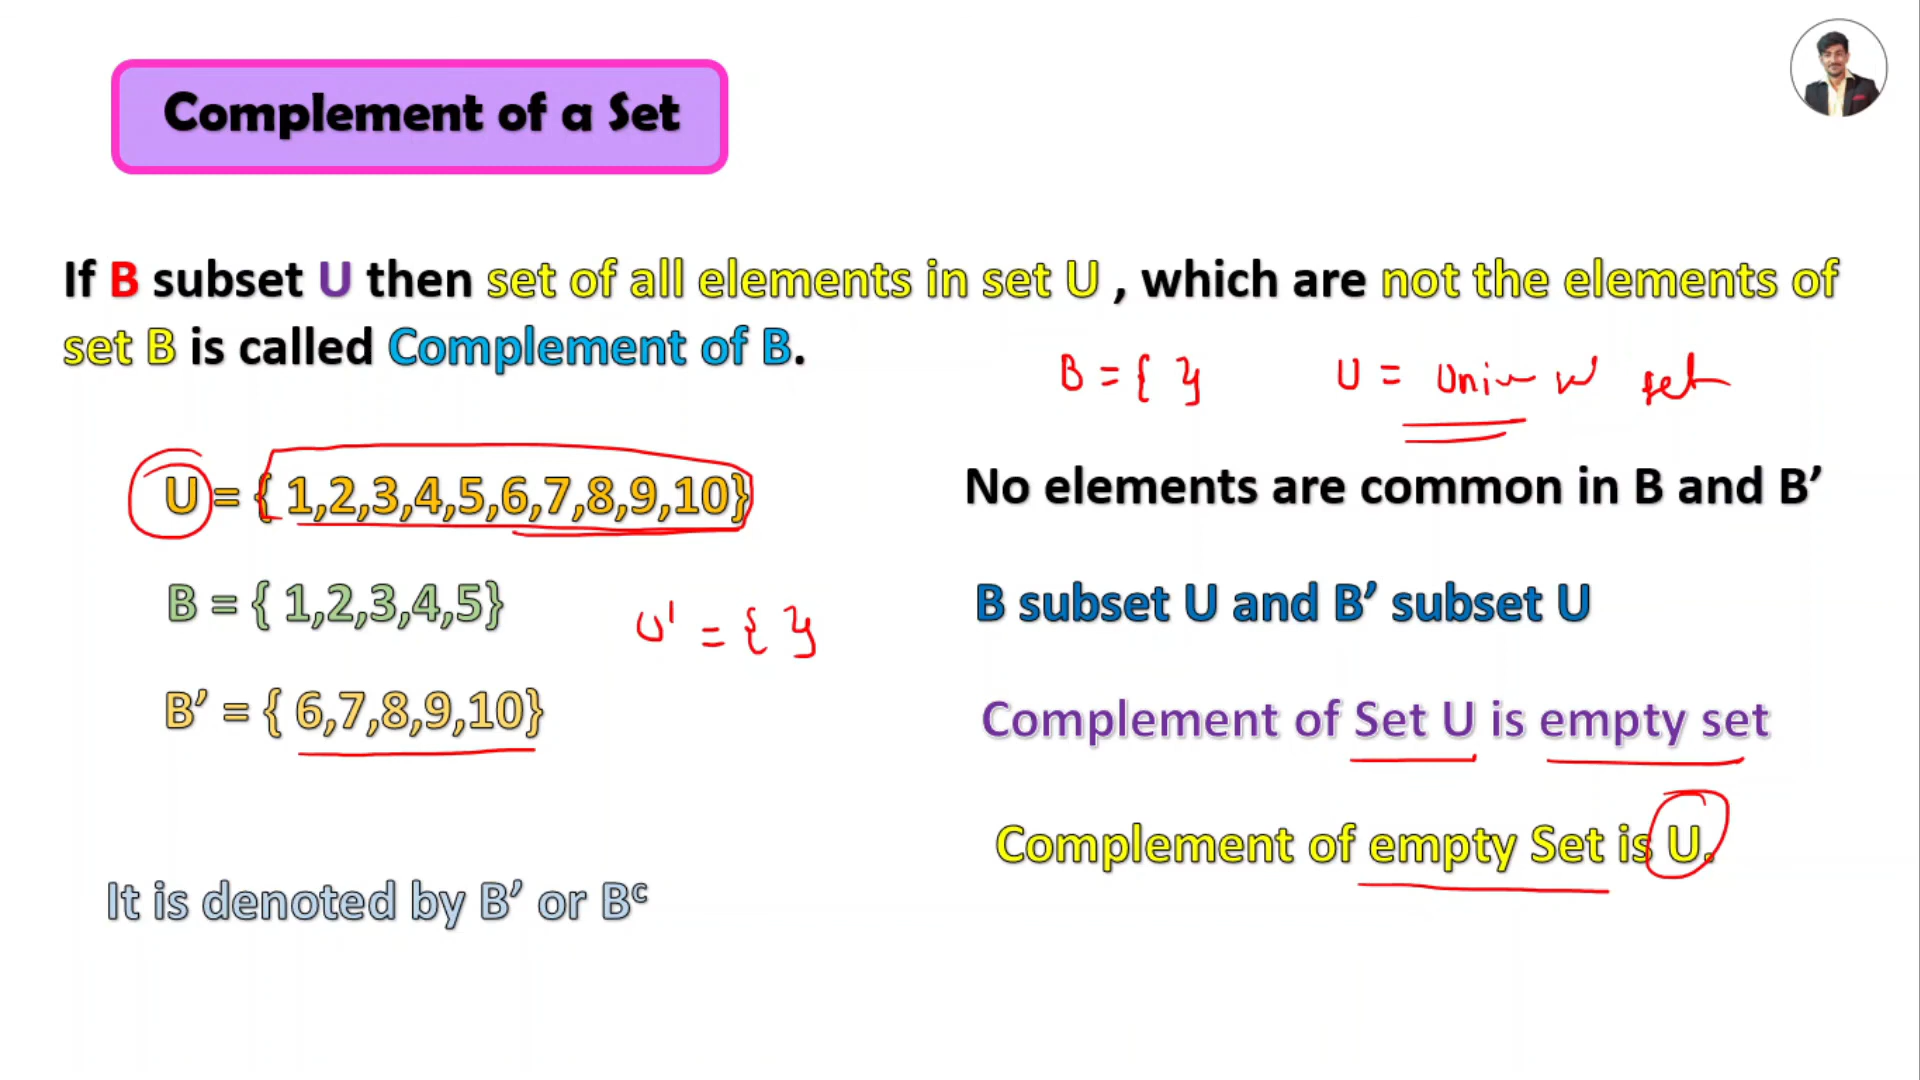 Complement of a Set
If B subset U then set of all elements in set U , which are not the elements of
set B is called Complement of B.
B = { }
U = set
U = { 1,2,3,4,5,6,7,8,9,10}
No elements are common in B and B’
B = { 1,2,3,4,5}
U' = { }
B subset U and B’ subset U
B’ = { 6,7,8,9,10}
Complement of Set U is empty set
Complement of empty Set is U.
It is denoted by B’ or Bᶜ